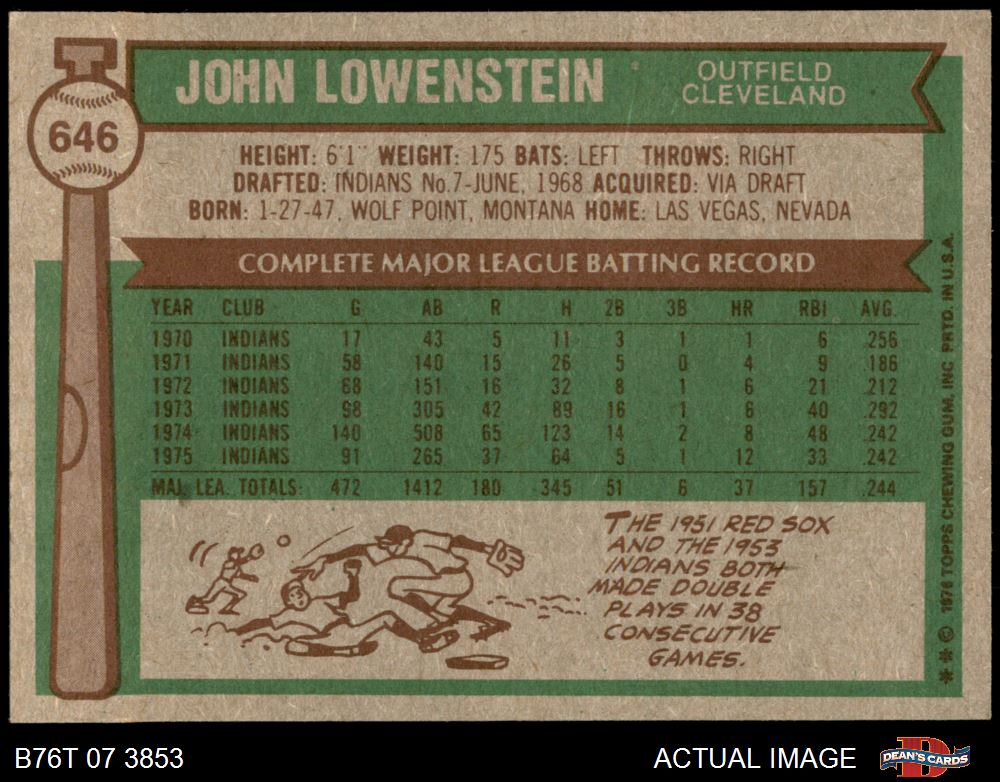 646
JOHN LOWENSTEIN
OUTFIELD
CLEVELAND
HEIGHT: 6'1" WEIGHT: 175 BATS: LEFT THROWS: RIGHT
DRAFTED: INDIANS No.7-JUNE, 1968 ACQUIRED: VIA DRAFT
BORN: 1-27-47, WOLF POINT, MONTANA HOME: LAS VEGAS, NEVADA
COMPLETE MAJOR LEAGUE BATTING RECORD
YEAR CLUB G AB R H 2B 3B HR RBI AVG.
1970 INDIANS 17 43 5 11 3 1 1 6 .256
1971 INDIANS 58 140 15 26 5 0 4 9 .186
1972 INDIANS 68 151 16 32 8 1 6 21 .212
1973 INDIANS 98 305 42 89 16 1 6 40 .292
1974 INDIANS 140 508 65 123 14 2 8 48 .242
1975 INDIANS 91 265 37 64 5 1 12 33 .242
MAJ. LEA. TOTALS: 472 1412 180 345 51 6 37 157 .244
THE 1951 RED SOX
AND THE 1953
INDIANS BOTH
MADE DOUBLE
PLAYS IN 38
CONSECUTIVE
GAMES.
✱ ✱ © 1976 TOPPS CHEWING GUM, INC. PRTD. IN U.S.A.
B76T 07 3853
ACTUAL IMAGE
DEAN'S CARDS